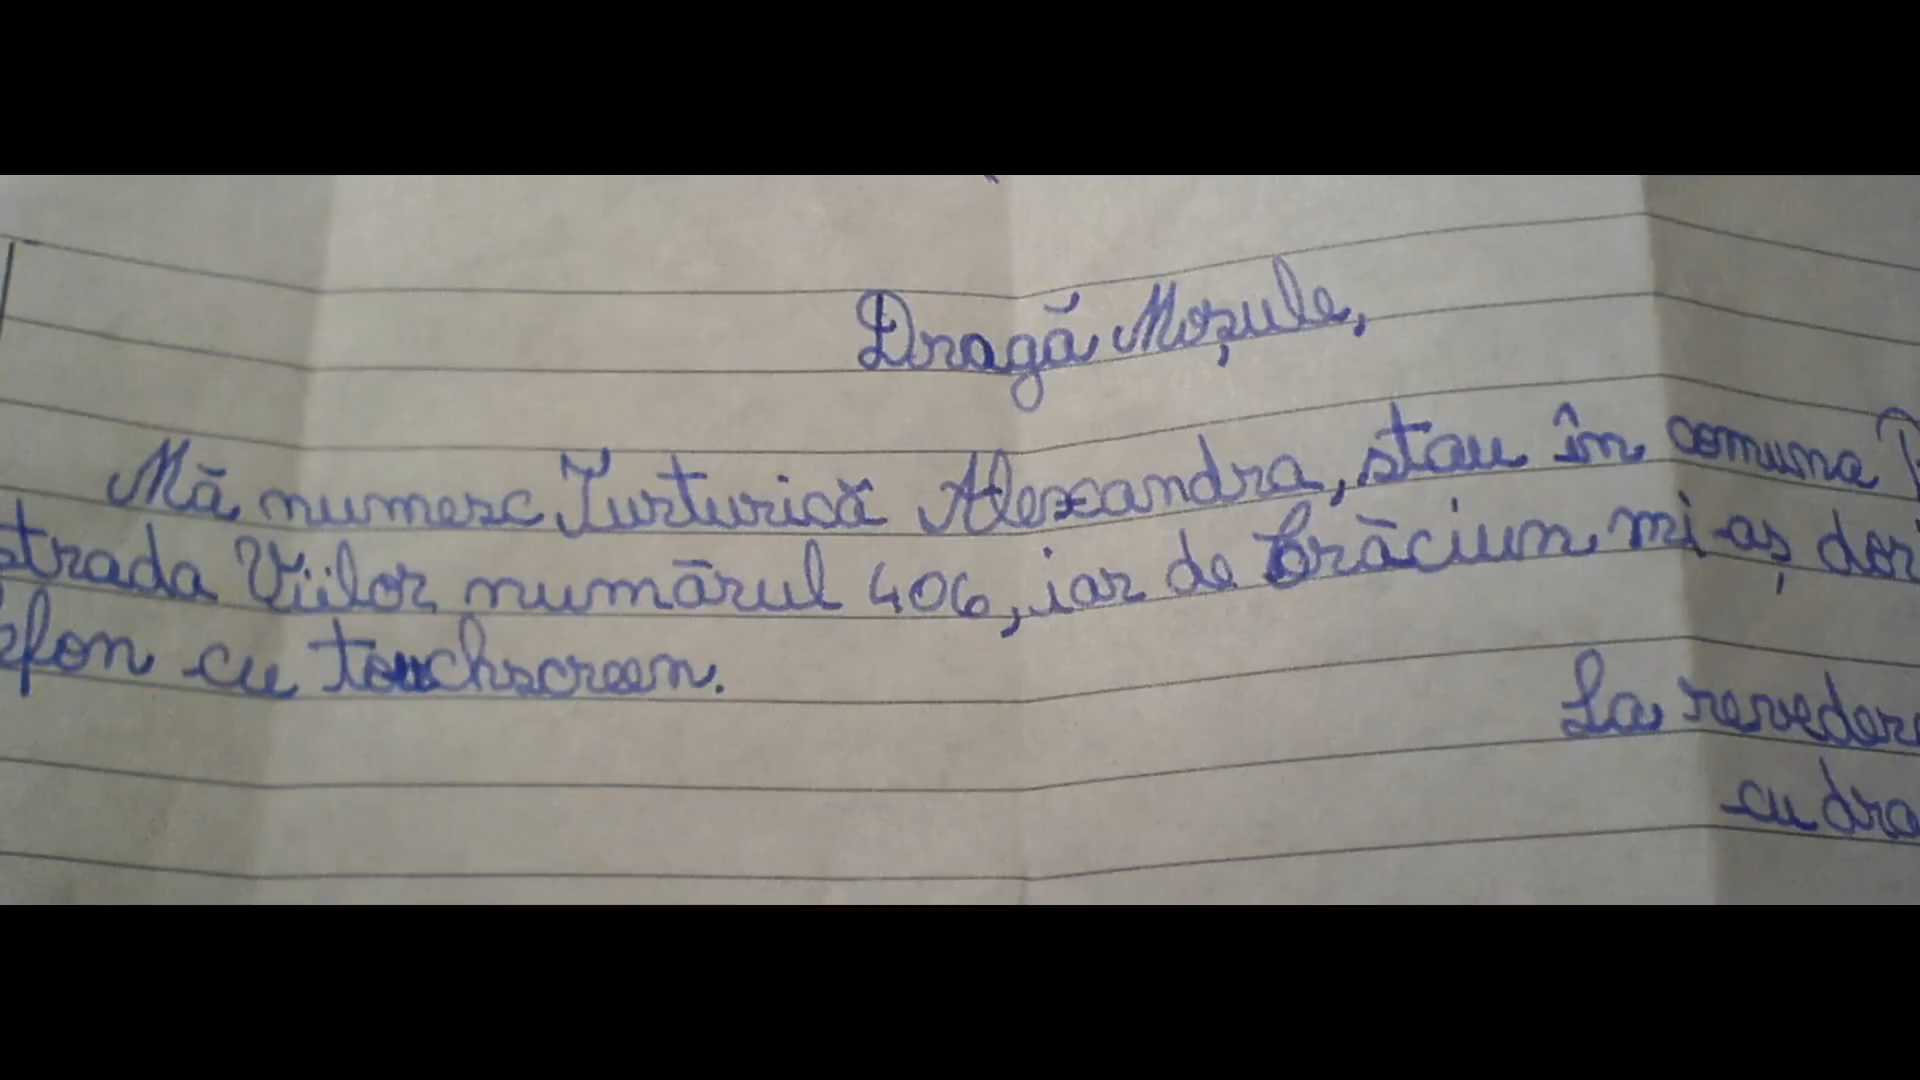 Dragă Moșule,
Mă numesc Turturică Alexandra, stau în comuna
strada Viilor numărul 406, iar de Crăciun mi-aș dori
efon cu touchscreen.
La revedere
cu dra